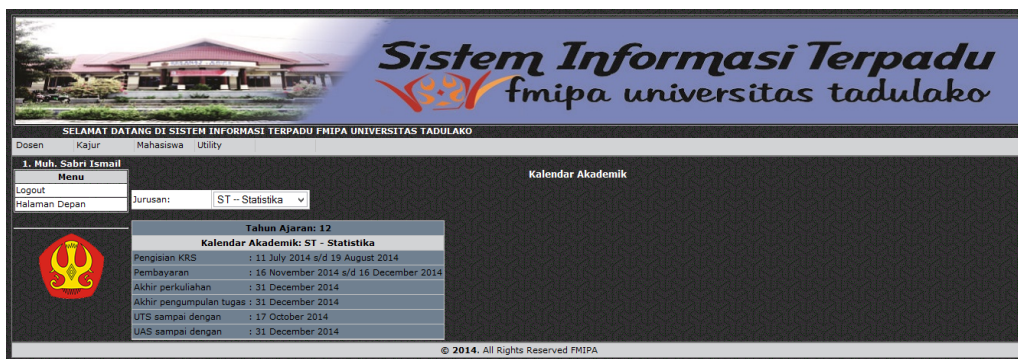 Sistem Informasi Terpadu
fmipa universitas tadulako
SELAMAT DATANG DI SISTEM INFORMASI TERPADU FMIPA UNIVERSITAS TADULAKO
Dosen Kajur Mahasiswa Utility
1. Muh. Sabri Ismail
Menu
Logout
Halaman Depan
Kalendar Akademik
Jurusan: ST -- Statistika
Tahun Ajaran: 12
Kalendar Akademik: ST - Statistika
Pengisian KRS : 11 July 2014 s/d 19 August 2014
Pembayaran : 16 November 2014 s/d 16 December 2014
Akhir perkuliahan : 31 December 2014
Akhir pengumpulan tugas : 31 December 2014
UTS sampai dengan : 17 October 2014
UAS sampai dengan : 31 December 2014
© 2014. All Rights Reserved FMIPA